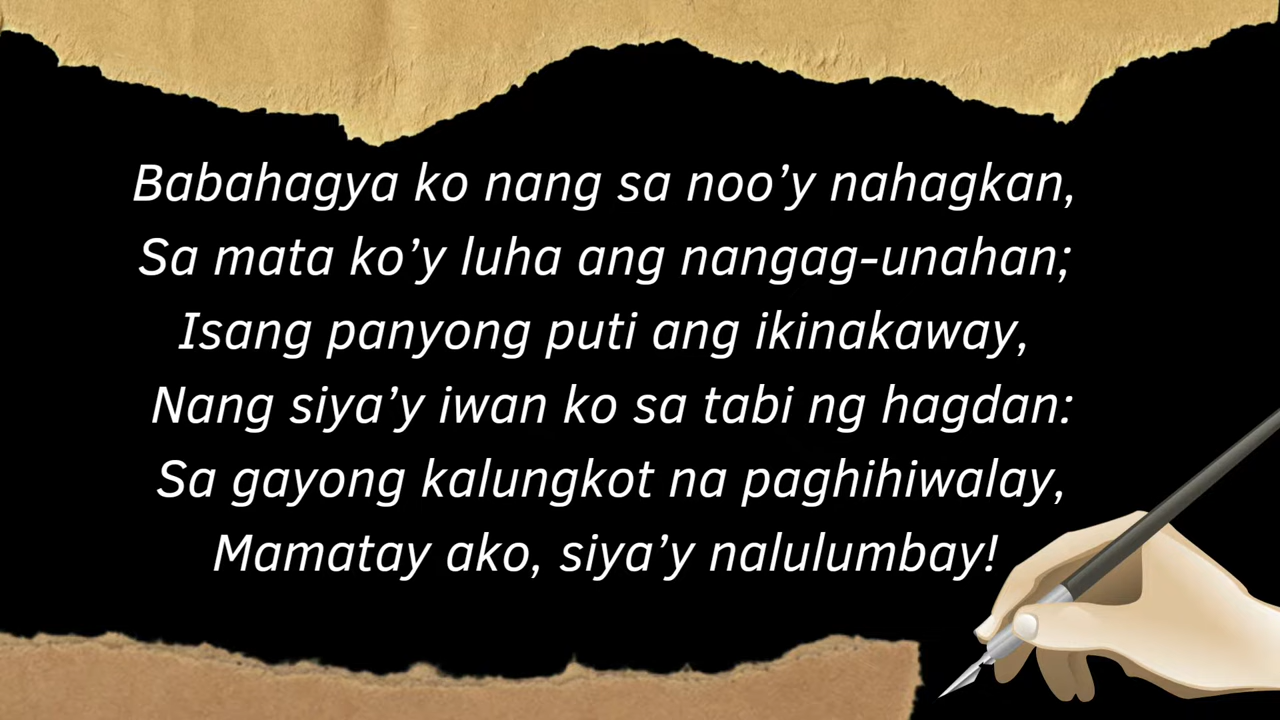 Babahagya ko nang sa noo’y nahagkan,
Sa mata ko’y luha ang nangag-unahan;
Isang panyong puti ang ikinakaway,
Nang siya’y iwan ko sa tabi ng hagdan:
Sa gayong kalungkot na paghihiwalay,
Mamatay ako, siya’y nalulumbay!